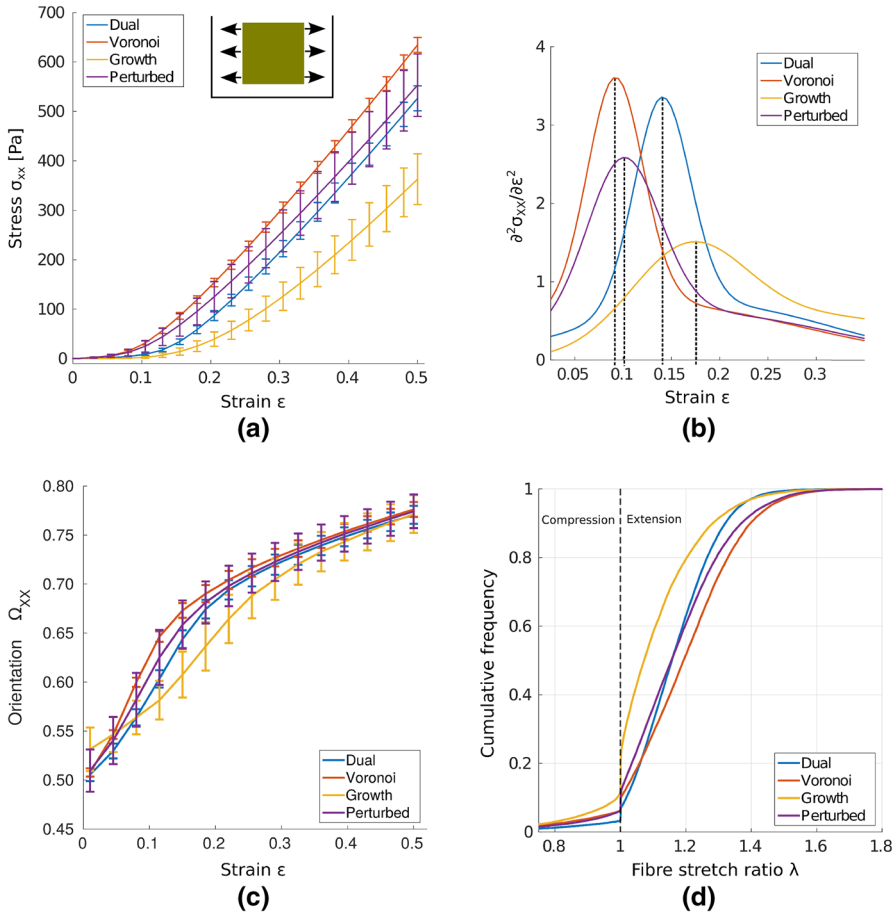 700
600
500
400
300
200
100
0
Stress σxx [Pa]
Dual
Voronoi
Growth
Perturbed
0 0.1 0.2 0.3 0.4 0.5
Strain ε
(a)
4
3
2
1
0
∂²σXX/∂ε²
Dual
Voronoi
Growth
Perturbed
0.05 0.1 0.15 0.2 0.25 0.3
Strain ε
(b)
0.80
0.75
0.70
0.65
0.60
0.55
0.50
0.45
Orientation ΩXX
Dual
Voronoi
Growth
Perturbed
0 0.1 0.2 0.3 0.4 0.5
Strain ε
(c)
1
0.8
0.6
0.4
0.2
0
Cumulative frequency
Compression Extension
Dual
Voronoi
Growth
Perturbed
0.8 1 1.2 1.4 1.6 1.8
Fibre stretch ratio λ
(d)